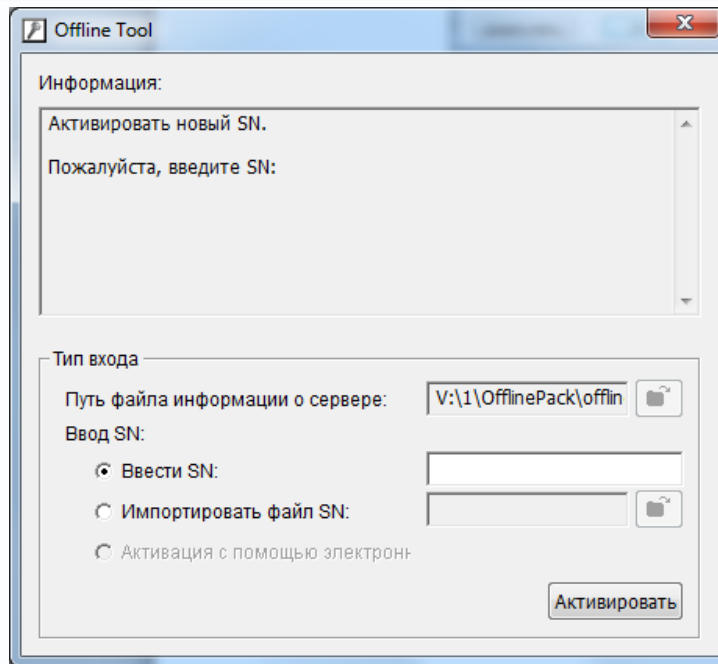 Offline Tool
Информация:
Активировать новый SN.
Пожалуйста, введите SN:
Тип входа
Путь файла информации о сервере:
V:\1\OfflinePack\offlin
Ввод SN:
Ввести SN:
Импортировать файл SN:
Активация с помощью электронн
Активировать